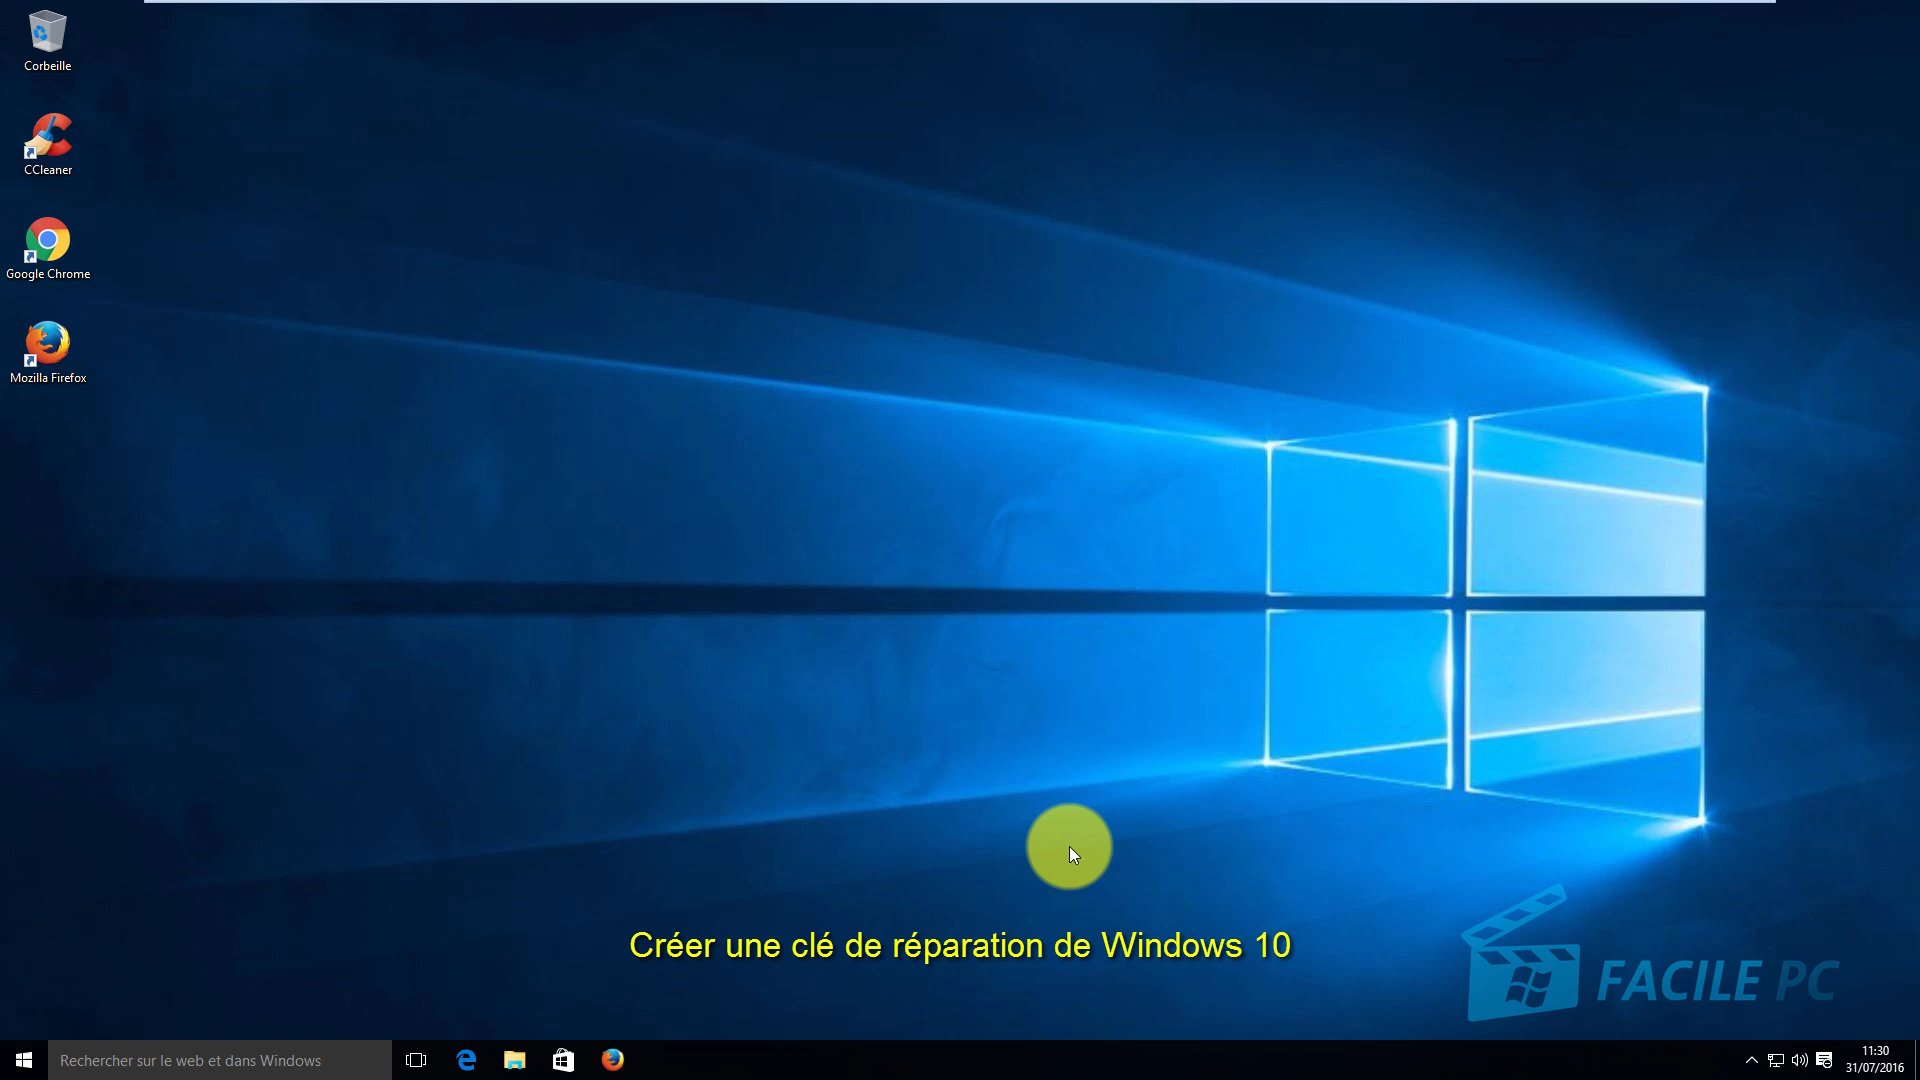 Corbeille
CCleaner
Google Chrome
Mozilla Firefox
Créer une clé de réparation de Windows 10
FACILE PC
Rechercher sur le web et dans Windows
11:30
31/07/2016